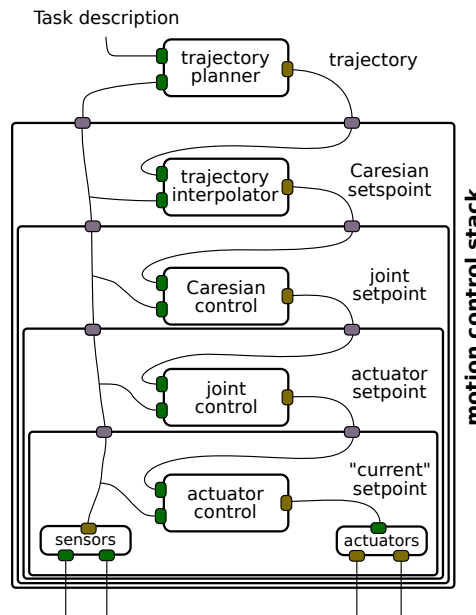 Task description
trajectory
planner
trajectory
trajectory
interpolator
Caresian
setspoint
Caresian
control
joint
setpoint
joint
control
actuator
setpoint
actuator
control
"current"
setpoint
sensors
actuators
motion control stack